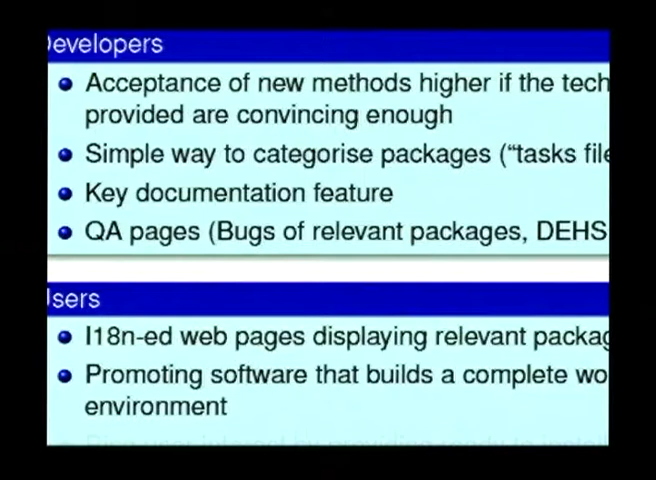 Developers
Acceptance of new methods higher if the tech
provided are convincing enough
Simple way to categorise packages (“tasks file
Key documentation feature
QA pages (Bugs of relevant packages, DEHS
Users
I18n-ed web pages displaying relevant packag
Promoting software that builds a complete wo
environment